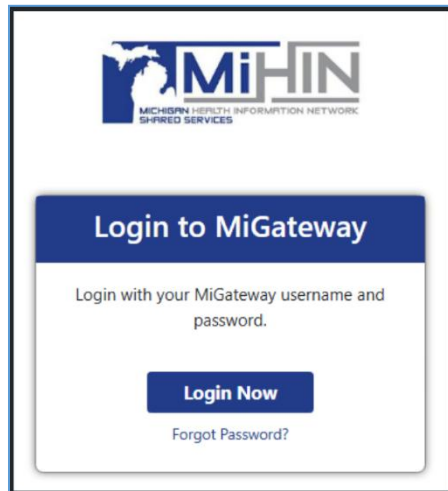 MiHIN
MICHIGAN HEALTH INFORMATION NETWORK
SHARED SERVICES
Login to MiGateway
Login with your MiGateway username and
password.
Login Now
Forgot Password?